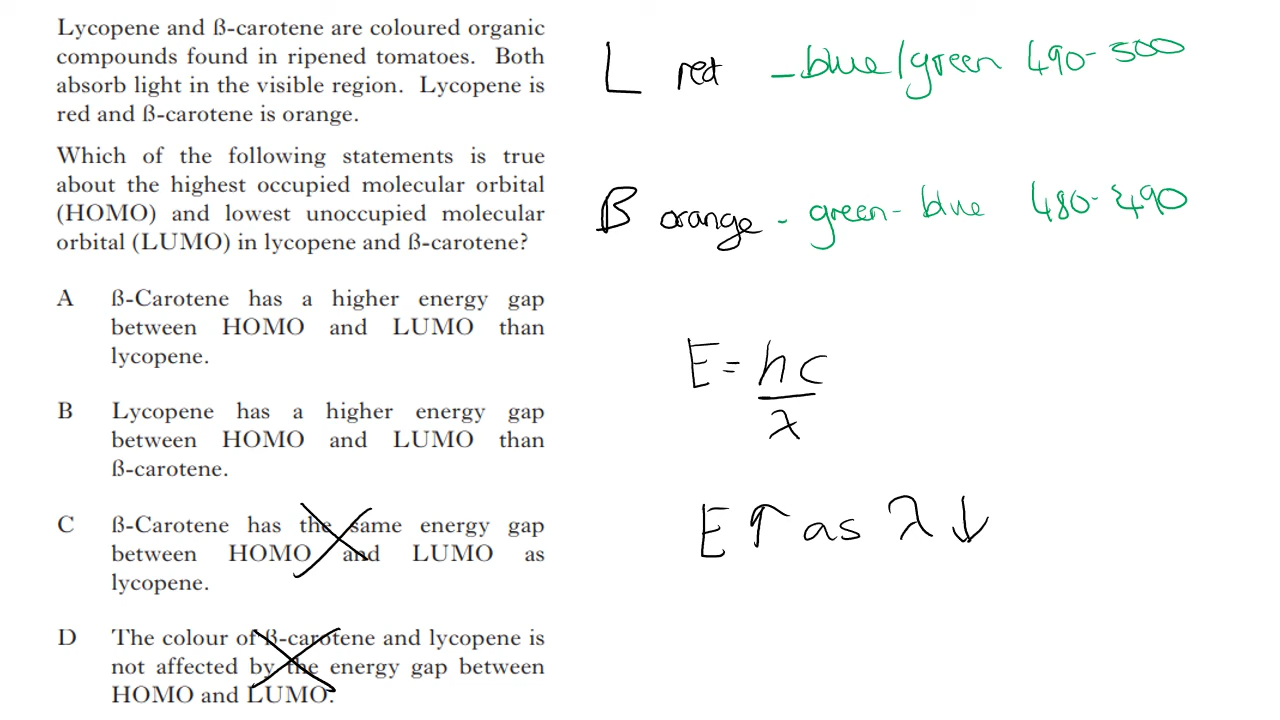 Lycopene and ß-carotene are coloured organic
compounds found in ripened tomatoes. Both
absorb light in the visible region. Lycopene is
red and ß-carotene is orange.
Which of the following statements is true
about the highest occupied molecular orbital
(HOMO) and lowest unoccupied molecular
orbital (LUMO) in lycopene and ß-carotene?
A ß-Carotene has a higher energy gap
between HOMO and LUMO than
lycopene.
B Lycopene has a higher energy gap
between HOMO and LUMO than
ß-carotene.
C ß-Carotene has the same energy gap
between HOMO and LUMO as
lycopene.
D The colour of ß-carotene and lycopene is
not affected by the energy gap between
HOMO and LUMO.
L red - blue/green 490-500
B orange - green-blue 480-490
E = hc
λ
E ↑ as λ ↓